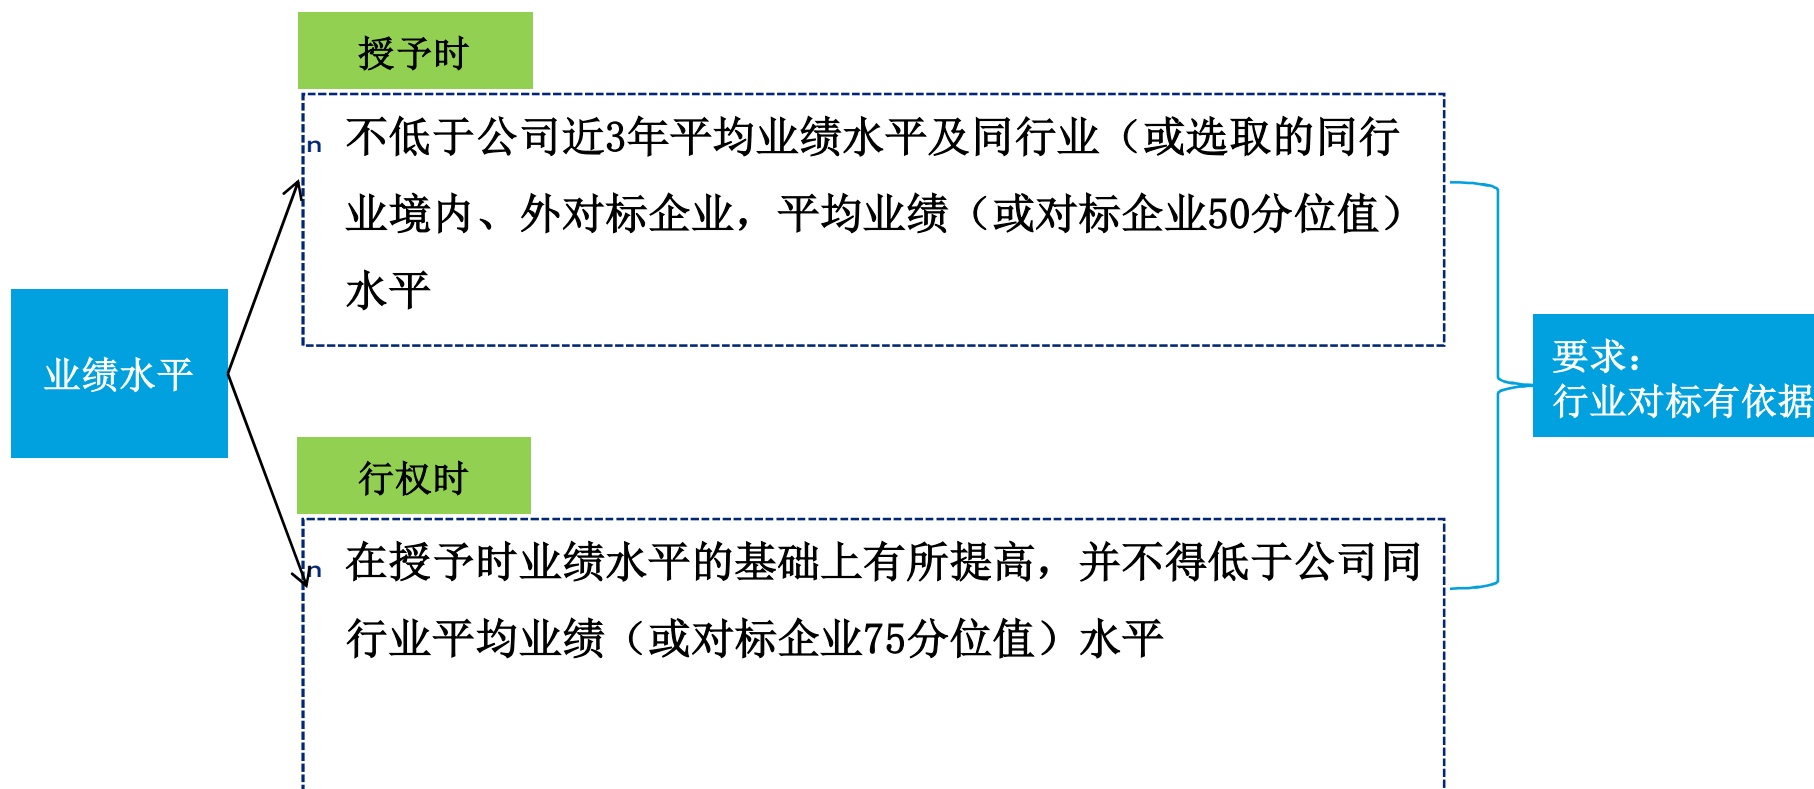 授予时
n 不低于公司近3年平均业绩水平及同行业（或选取的同行
业境内、外对标企业，平均业绩（或对标企业50分位值）
水平
业绩水平
要求：
行业对标有依据
行权时
n 在授予时业绩水平的基础上有所提高，并不得低于公司同
行业平均业绩（或对标企业75分位值）水平